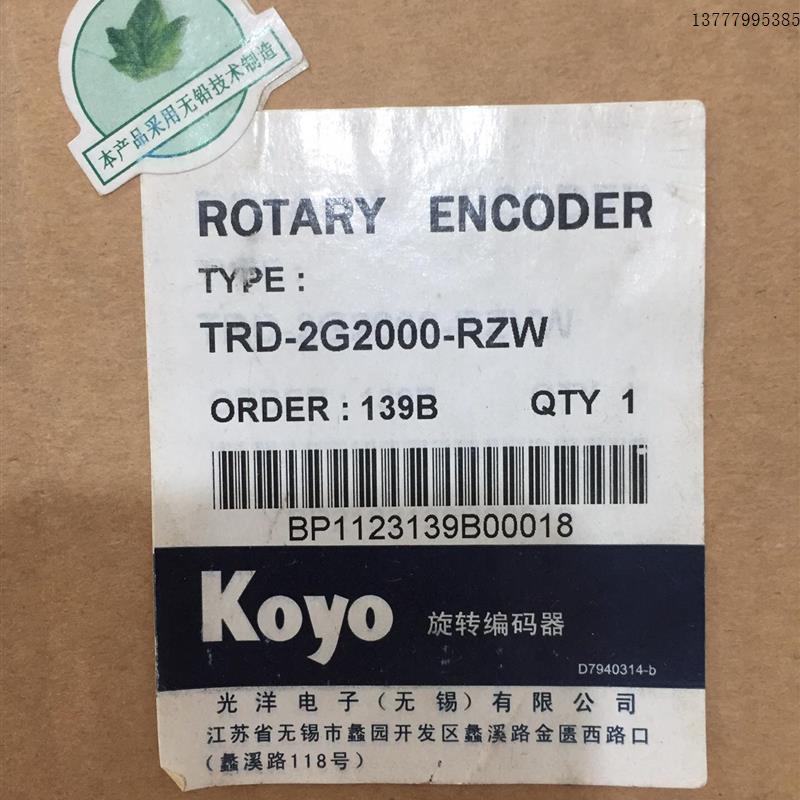 13777995385
本产品采用无铅技术制造
ROTARY ENCODER
TYPE :
TRD-2G2000-RZW
ORDER : 139B QTY 1
BP1123139B00018
Koyo 旋转编码器
D7940314-b
光洋电子(无锡)有限公司
江苏省无锡市蠡园开发区蠡溪路金匮西路口
(蠡溪路118号)